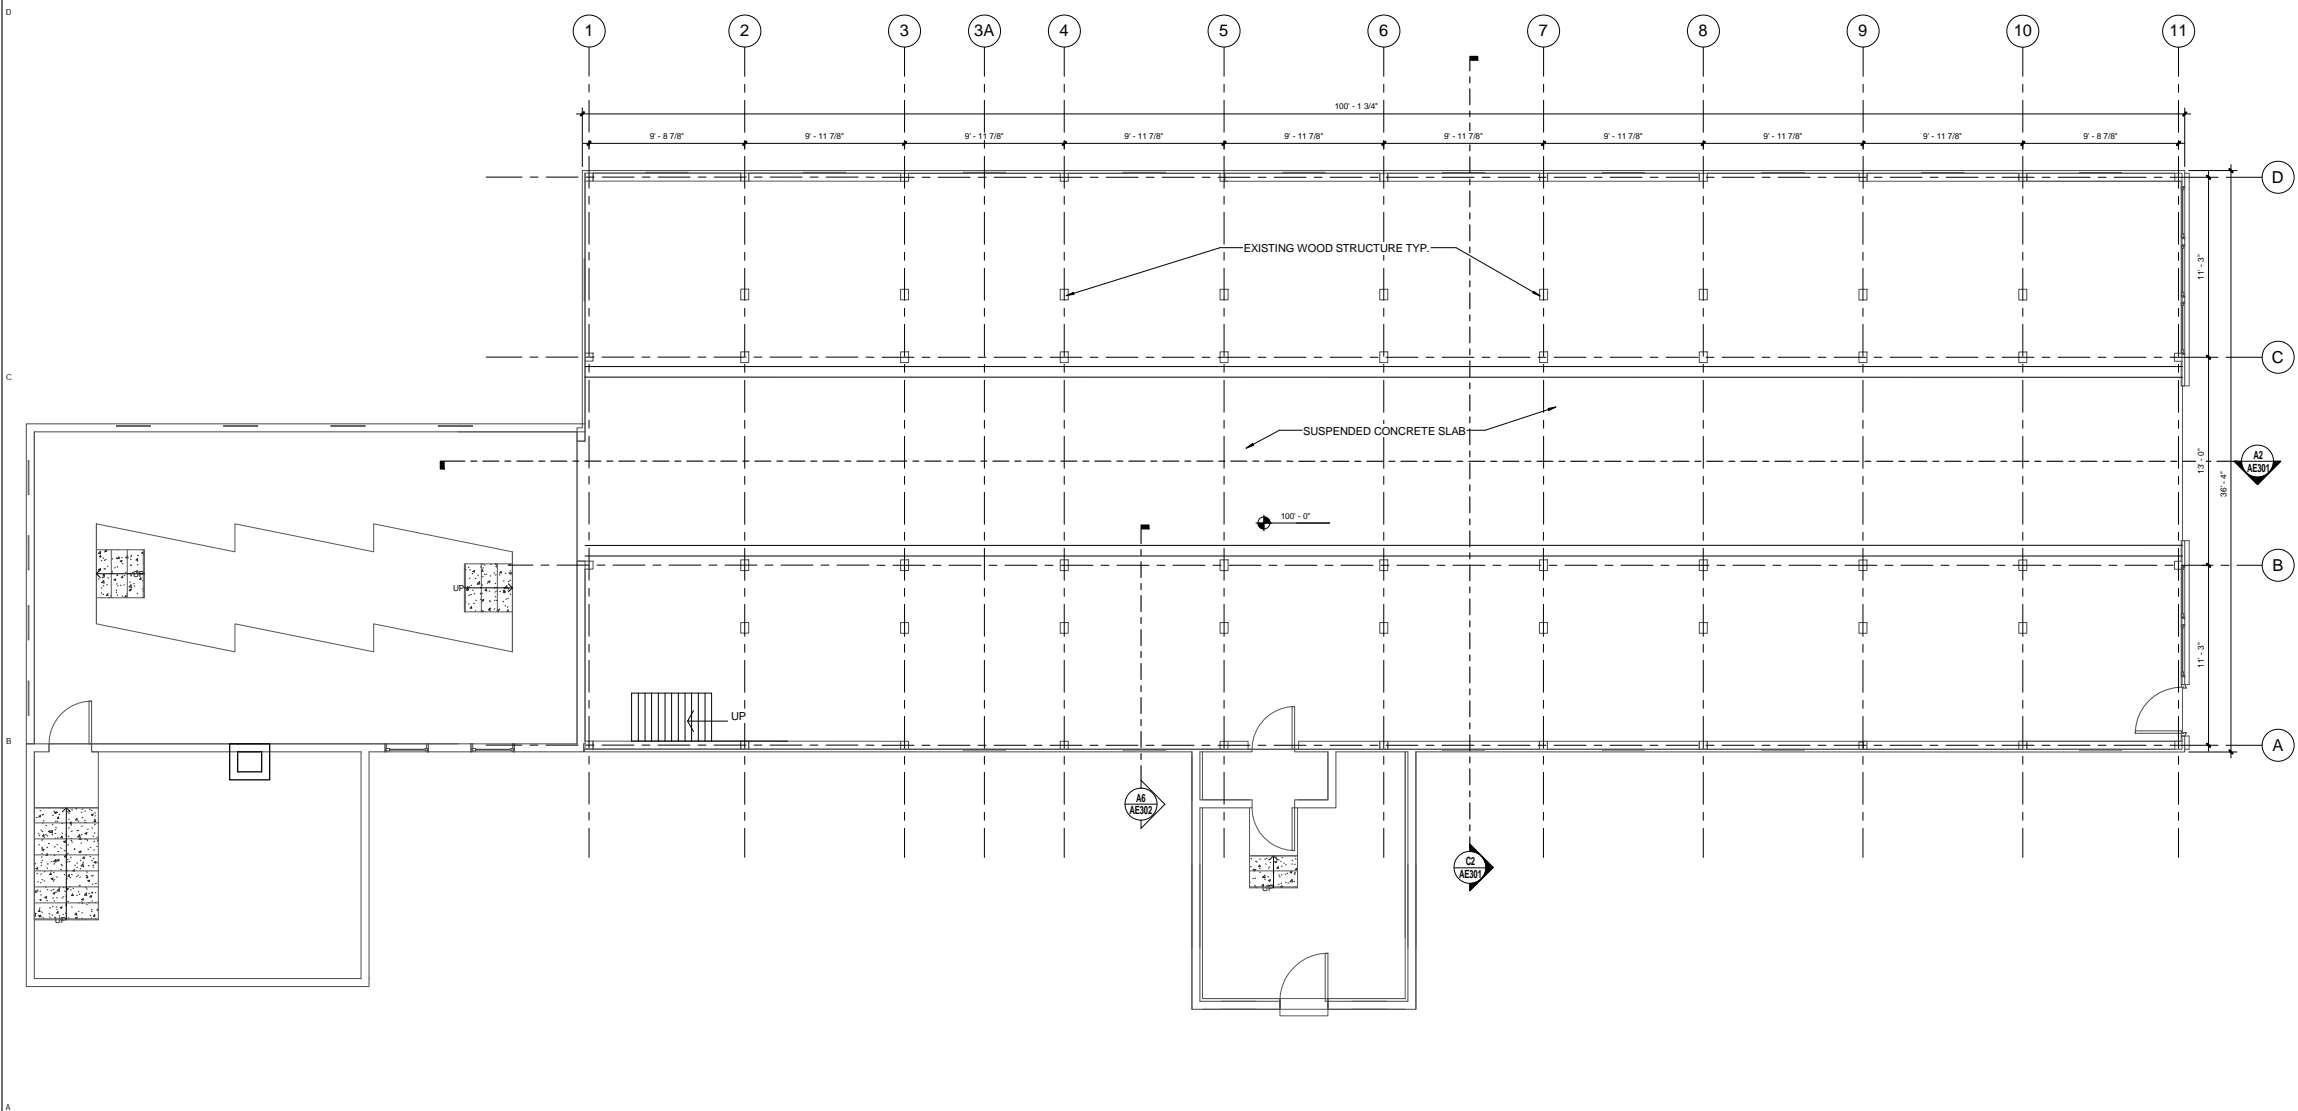 D
1
2
3
3A
4
5
6
7
8
9
10
11
100' - 1 3/4"
9' - 8 7/8"
9' - 11 7/8"
9' - 11 7/8"
9' - 11 7/8"
9' - 11 7/8"
9' - 11 7/8"
9' - 11 7/8"
9' - 11 7/8"
9' - 11 7/8"
9' - 8 7/8"
D
EXISTING WOOD STRUCTURE TYP.
11' - 3"
C
C
SUSPENDED CONCRETE SLAB
A2
AE301
13' - 0"
36' - 4"
100' - 0"
B
UP
UP
11' - 3"
UP
B
A
A6
AE302
C2
AE301
UP
UP
A